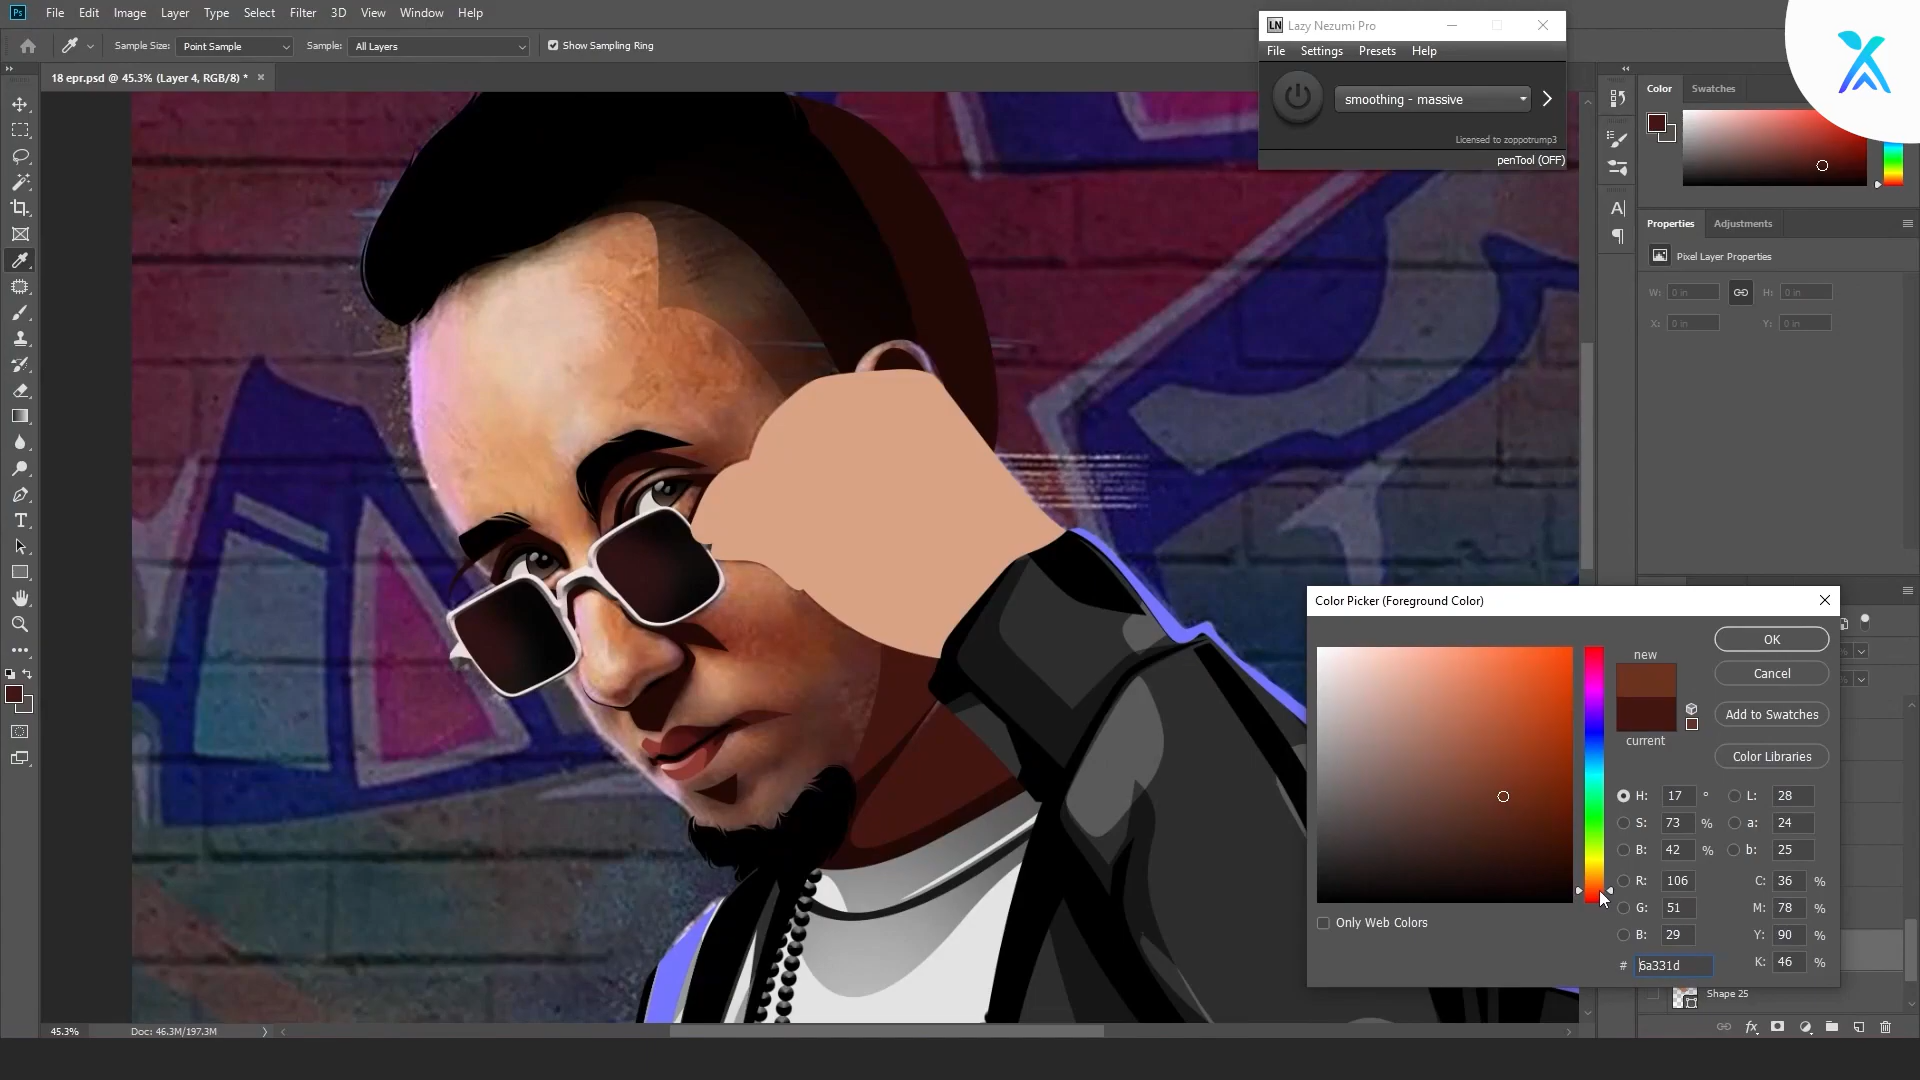 Ps File Edit Image Layer Type Select Filter 3D View Window Help
Sample Size: Point Sample Sample: All Layers Show Sampling Ring
18 epr.psd @ 45.3% (Layer 4, RGB/8) *
LN Lazy Nezumi Pro
File Settings Presets Help
smoothing - massive
Licensed to zoppotrump3
penTool (OFF)
Color Swatches
Properties Adjustments
Pixel Layer Properties
W: 0 in H: 0 in
X: 0 in Y: 0 in
Color Picker (Foreground Color)
new
current
OK
Cancel
Add to Swatches
Color Libraries
H: 17 ° L: 28
S: 73 % a: 24
B: 42 % b: 25
R: 106 C: 36 %
G: 51 M: 78 %
B: 29 Y: 90 %
# 6a331d K: 46 %
Only Web Colors
Shape 25
45.3% Doc: 46.3M/197.3M